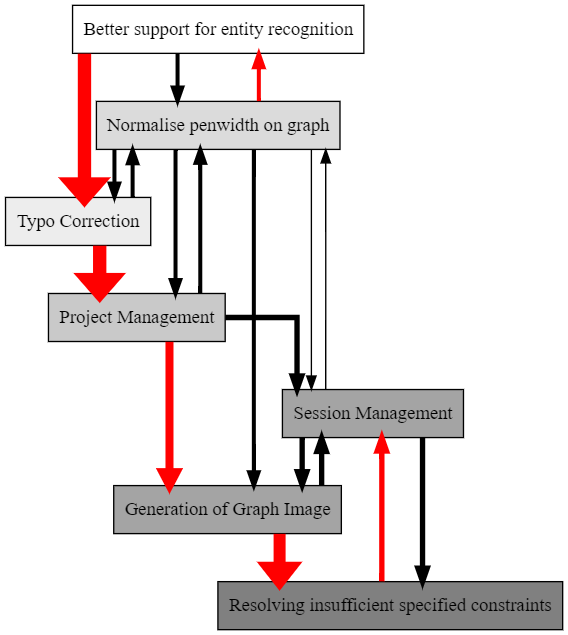 Better support for entity recognition
Normalise penwidth on graph
Typo Correction
Project Management
Session Management
Generation of Graph Image
Resolving insufficient specified constraints